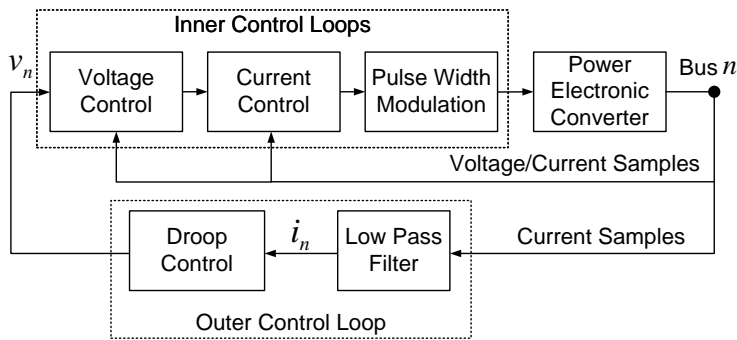 Inner Control Loops
v_n
Voltage
Control
Current
Control
Pulse Width
Modulation
Power
Electronic
Converter
Bus n
Voltage/Current Samples
Droop
Control
i_n
Low Pass
Filter
Current Samples
Outer Control Loop